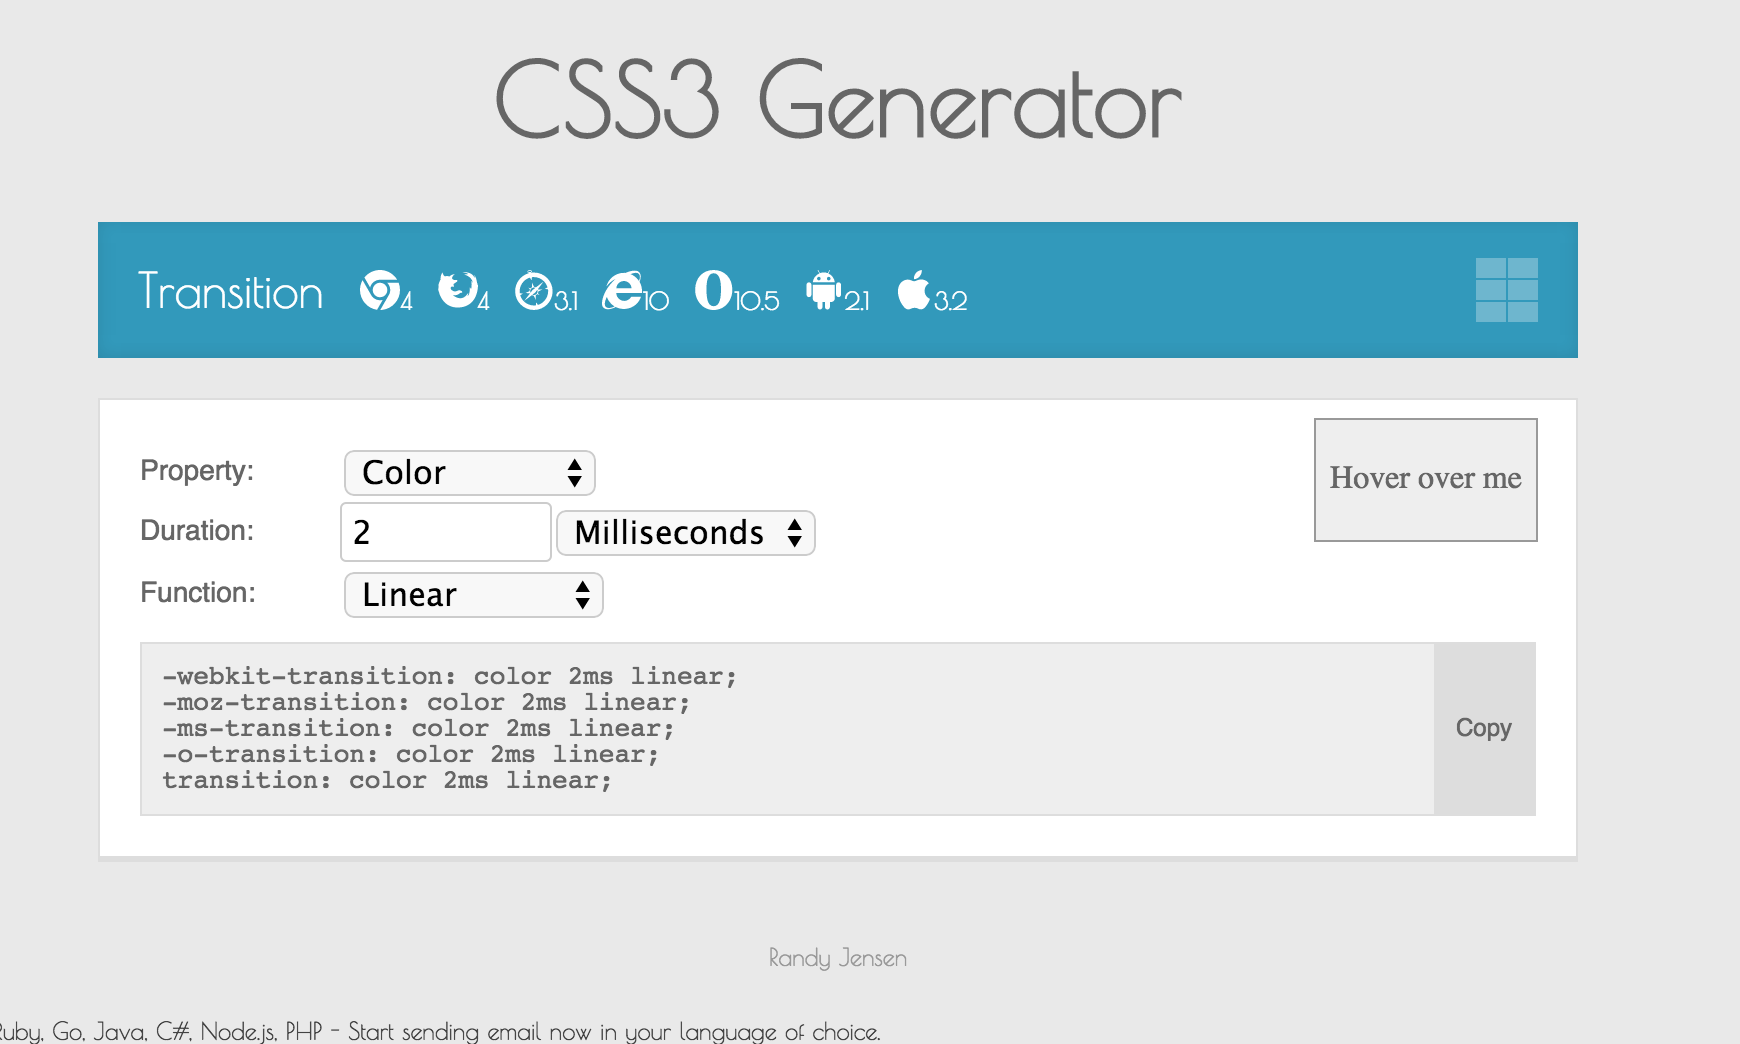 CSS3 Generator
Transition 4 4 3.1 10 10.5 2.1 3.2
Property: Color
Hover over me
Duration: 2 Milliseconds
Function: Linear
-webkit-transition: color 2ms linear;
-moz-transition: color 2ms linear;
-ms-transition: color 2ms linear;
-o-transition: color 2ms linear;
transition: color 2ms linear;
Copy
Randy Jensen
Ruby, Go, Java, C#, Node.js, PHP - Start sending email now in your language of choice.